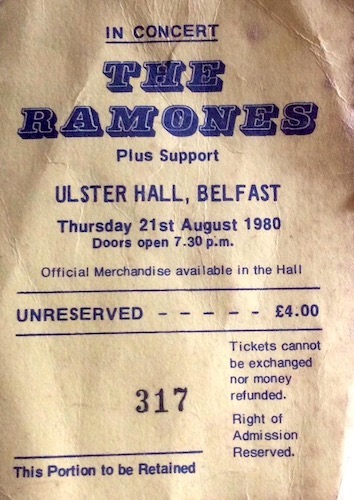 IN CONCERT
THE
RAMONES
Plus Support
ULSTER HALL, BELFAST
Thursday 21st August 1980
Doors open 7.30 p.m.
Official Merchandise available in the Hall
UNRESERVED - - - - - £4.00
Tickets cannot
be exchanged
nor money
refunded.
317
Right of
Admission
Reserved.
This Portion to be Retained